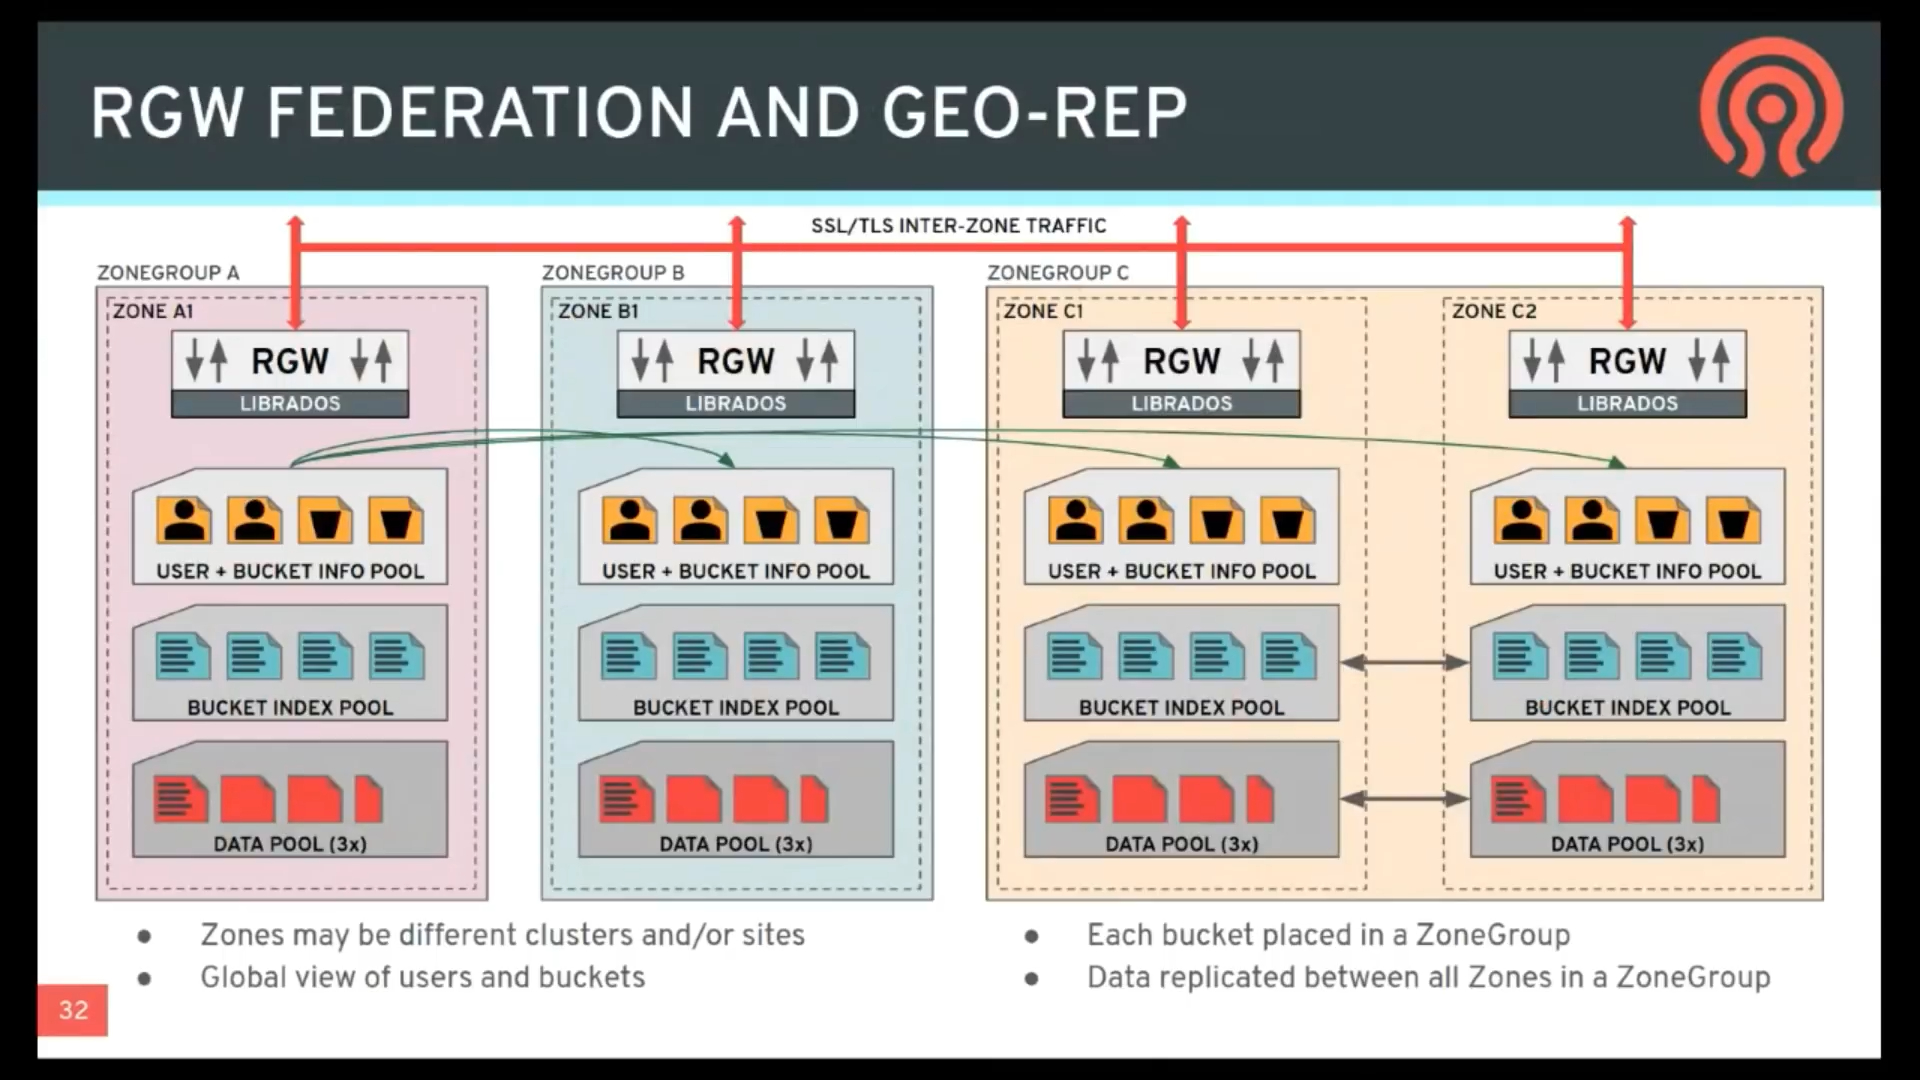 RGW FEDERATION AND GEO-REP
SSL/TLS INTER-ZONE TRAFFIC
ZONEGROUP A
ZONE A1
RGW
LIBRADOS
USER + BUCKET INFO POOL
BUCKET INDEX POOL
DATA POOL (3x)
ZONEGROUP B
ZONE B1
RGW
LIBRADOS
USER + BUCKET INFO POOL
BUCKET INDEX POOL
DATA POOL (3x)
ZONEGROUP C
ZONE C1
RGW
LIBRADOS
USER + BUCKET INFO POOL
BUCKET INDEX POOL
DATA POOL (3x)
ZONE C2
RGW
LIBRADOS
USER + BUCKET INFO POOL
BUCKET INDEX POOL
DATA POOL (3x)
● Zones may be different clusters and/or sites
● Global view of users and buckets
● Each bucket placed in a ZoneGroup
● Data replicated between all Zones in a ZoneGroup
32